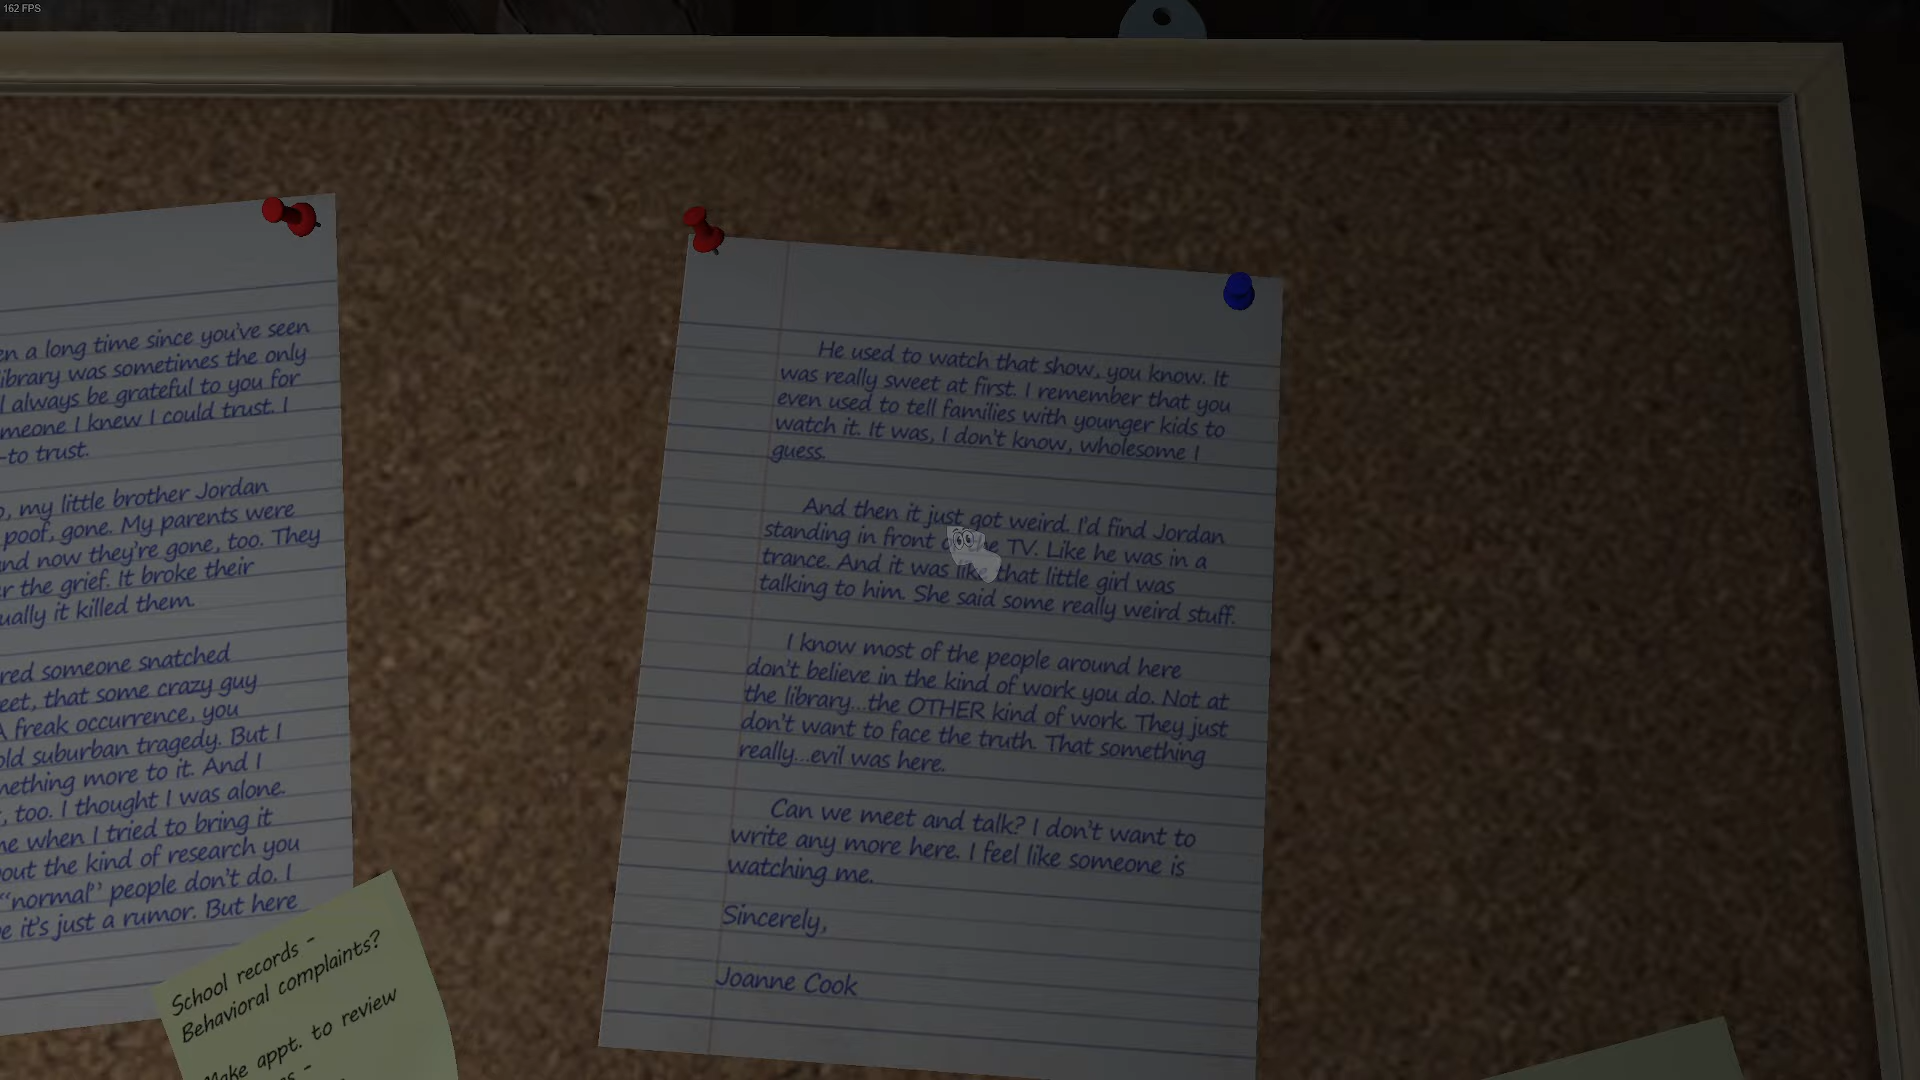 162 FPS
en a long time since you've seen
ibrary was sometimes the only
l always be grateful to you for
meone I knew I could trust. I
-to trust.
o, my little brother Jordan
poof, gone. My parents were
nd now they're gone, too. They
r the grief. It broke their
ually it killed them.
red someone snatched
eet, that some crazy guy
A freak occurrence, you
old suburban tragedy. But I
mething more to it. And I
, too. I thought I was alone.
ne when I tried to bring it
out the kind of research you
"normal" people don't do. I
e it's just a rumor. But here
School records -
Behavioral complaints?
Make appt. to review
He used to watch that show, you know. It
was really sweet at first. I remember that you
even used to tell families with younger kids to
watch it. It was, I don't know, wholesome I
guess.
And then it just got weird. I'd find Jordan
standing in front TV. Like he was in a
trance. And it was like that little girl was
talking to him. She said some really weird stuff.
I know most of the people around here
don't believe in the kind of work you do. Not at
the library...the OTHER kind of work. They just
don't want to face the truth. That something
really...evil was here.
Can we meet and talk? I don't want to
write any more here. I feel like someone is
watching me.
Sincerely,
Joanne Cook